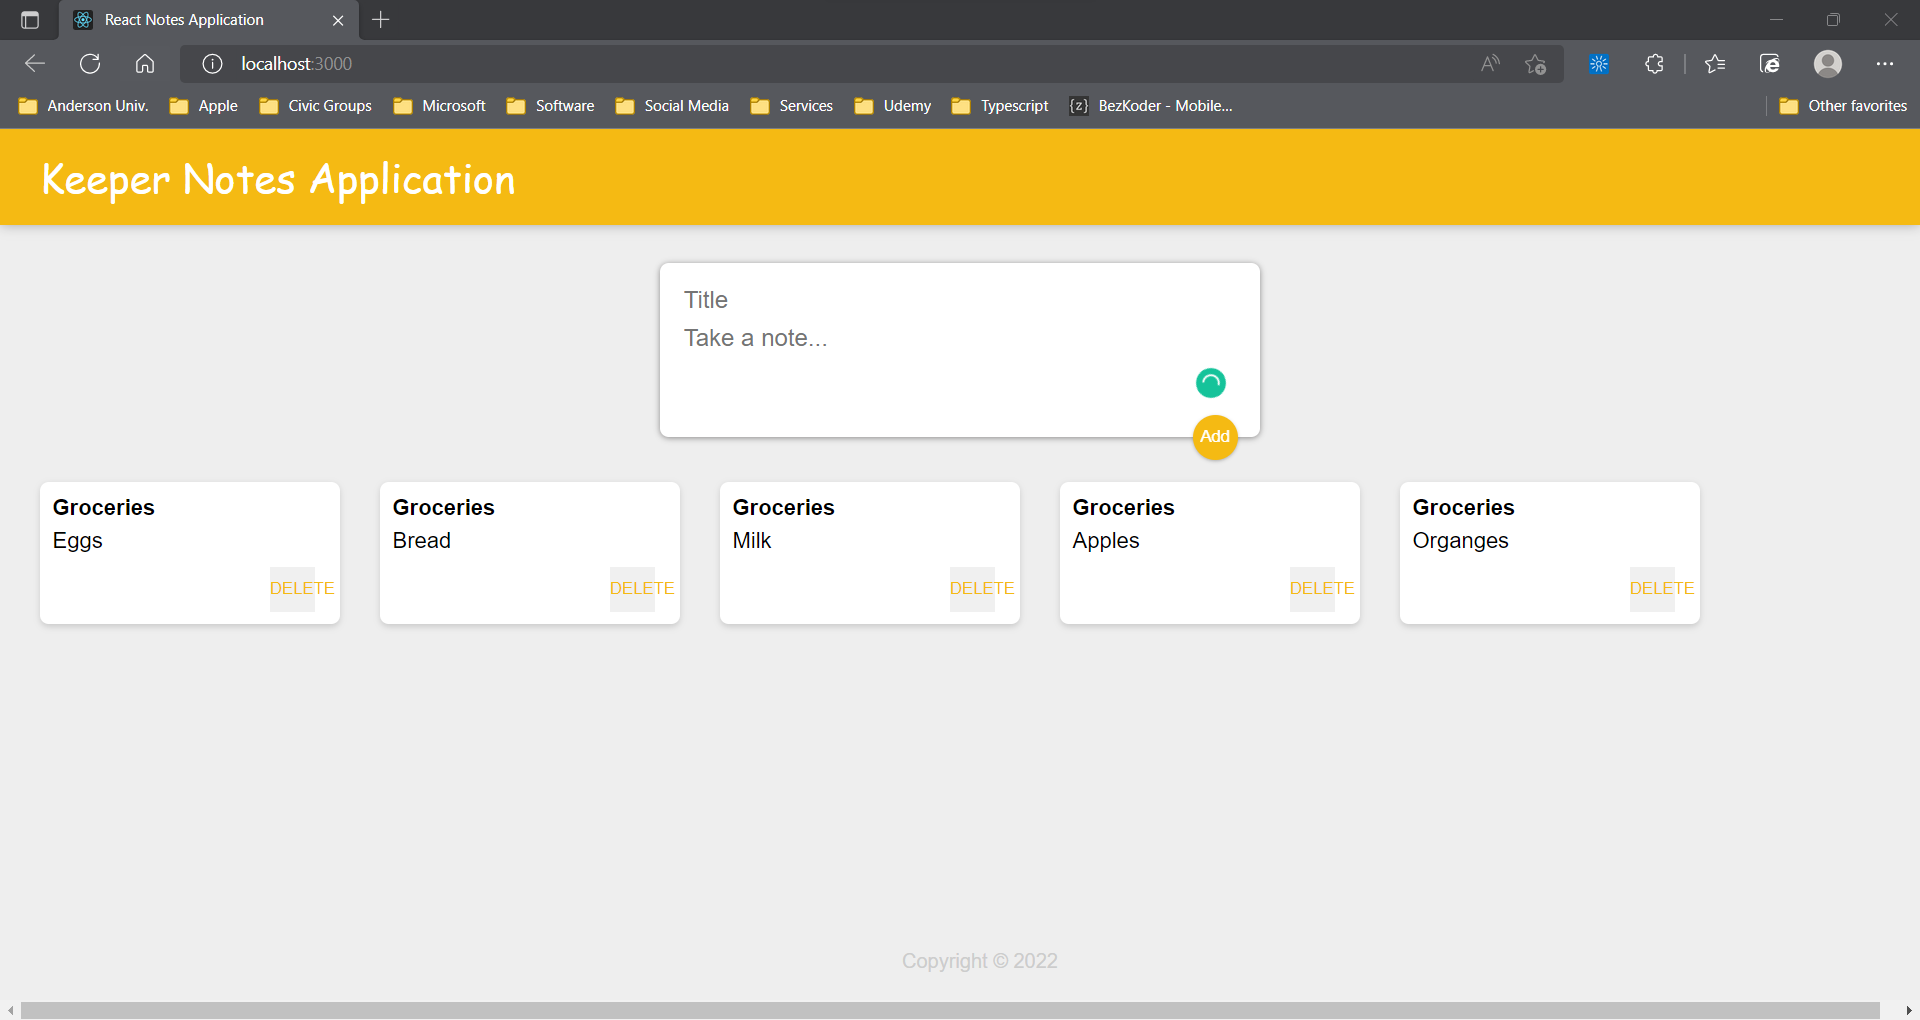 React Notes Application
localhost:3000
Anderson Univ. Apple Civic Groups Microsoft Software Social Media Services Udemy Typescript {z} BezKoder - Mobile... Other favorites
Keeper Notes Application
Title
Take a note...
Add
Groceries
Eggs
DELETE
Groceries
Bread
DELETE
Groceries
Milk
DELETE
Groceries
Apples
DELETE
Groceries
Organges
DELETE
Copyright © 2022